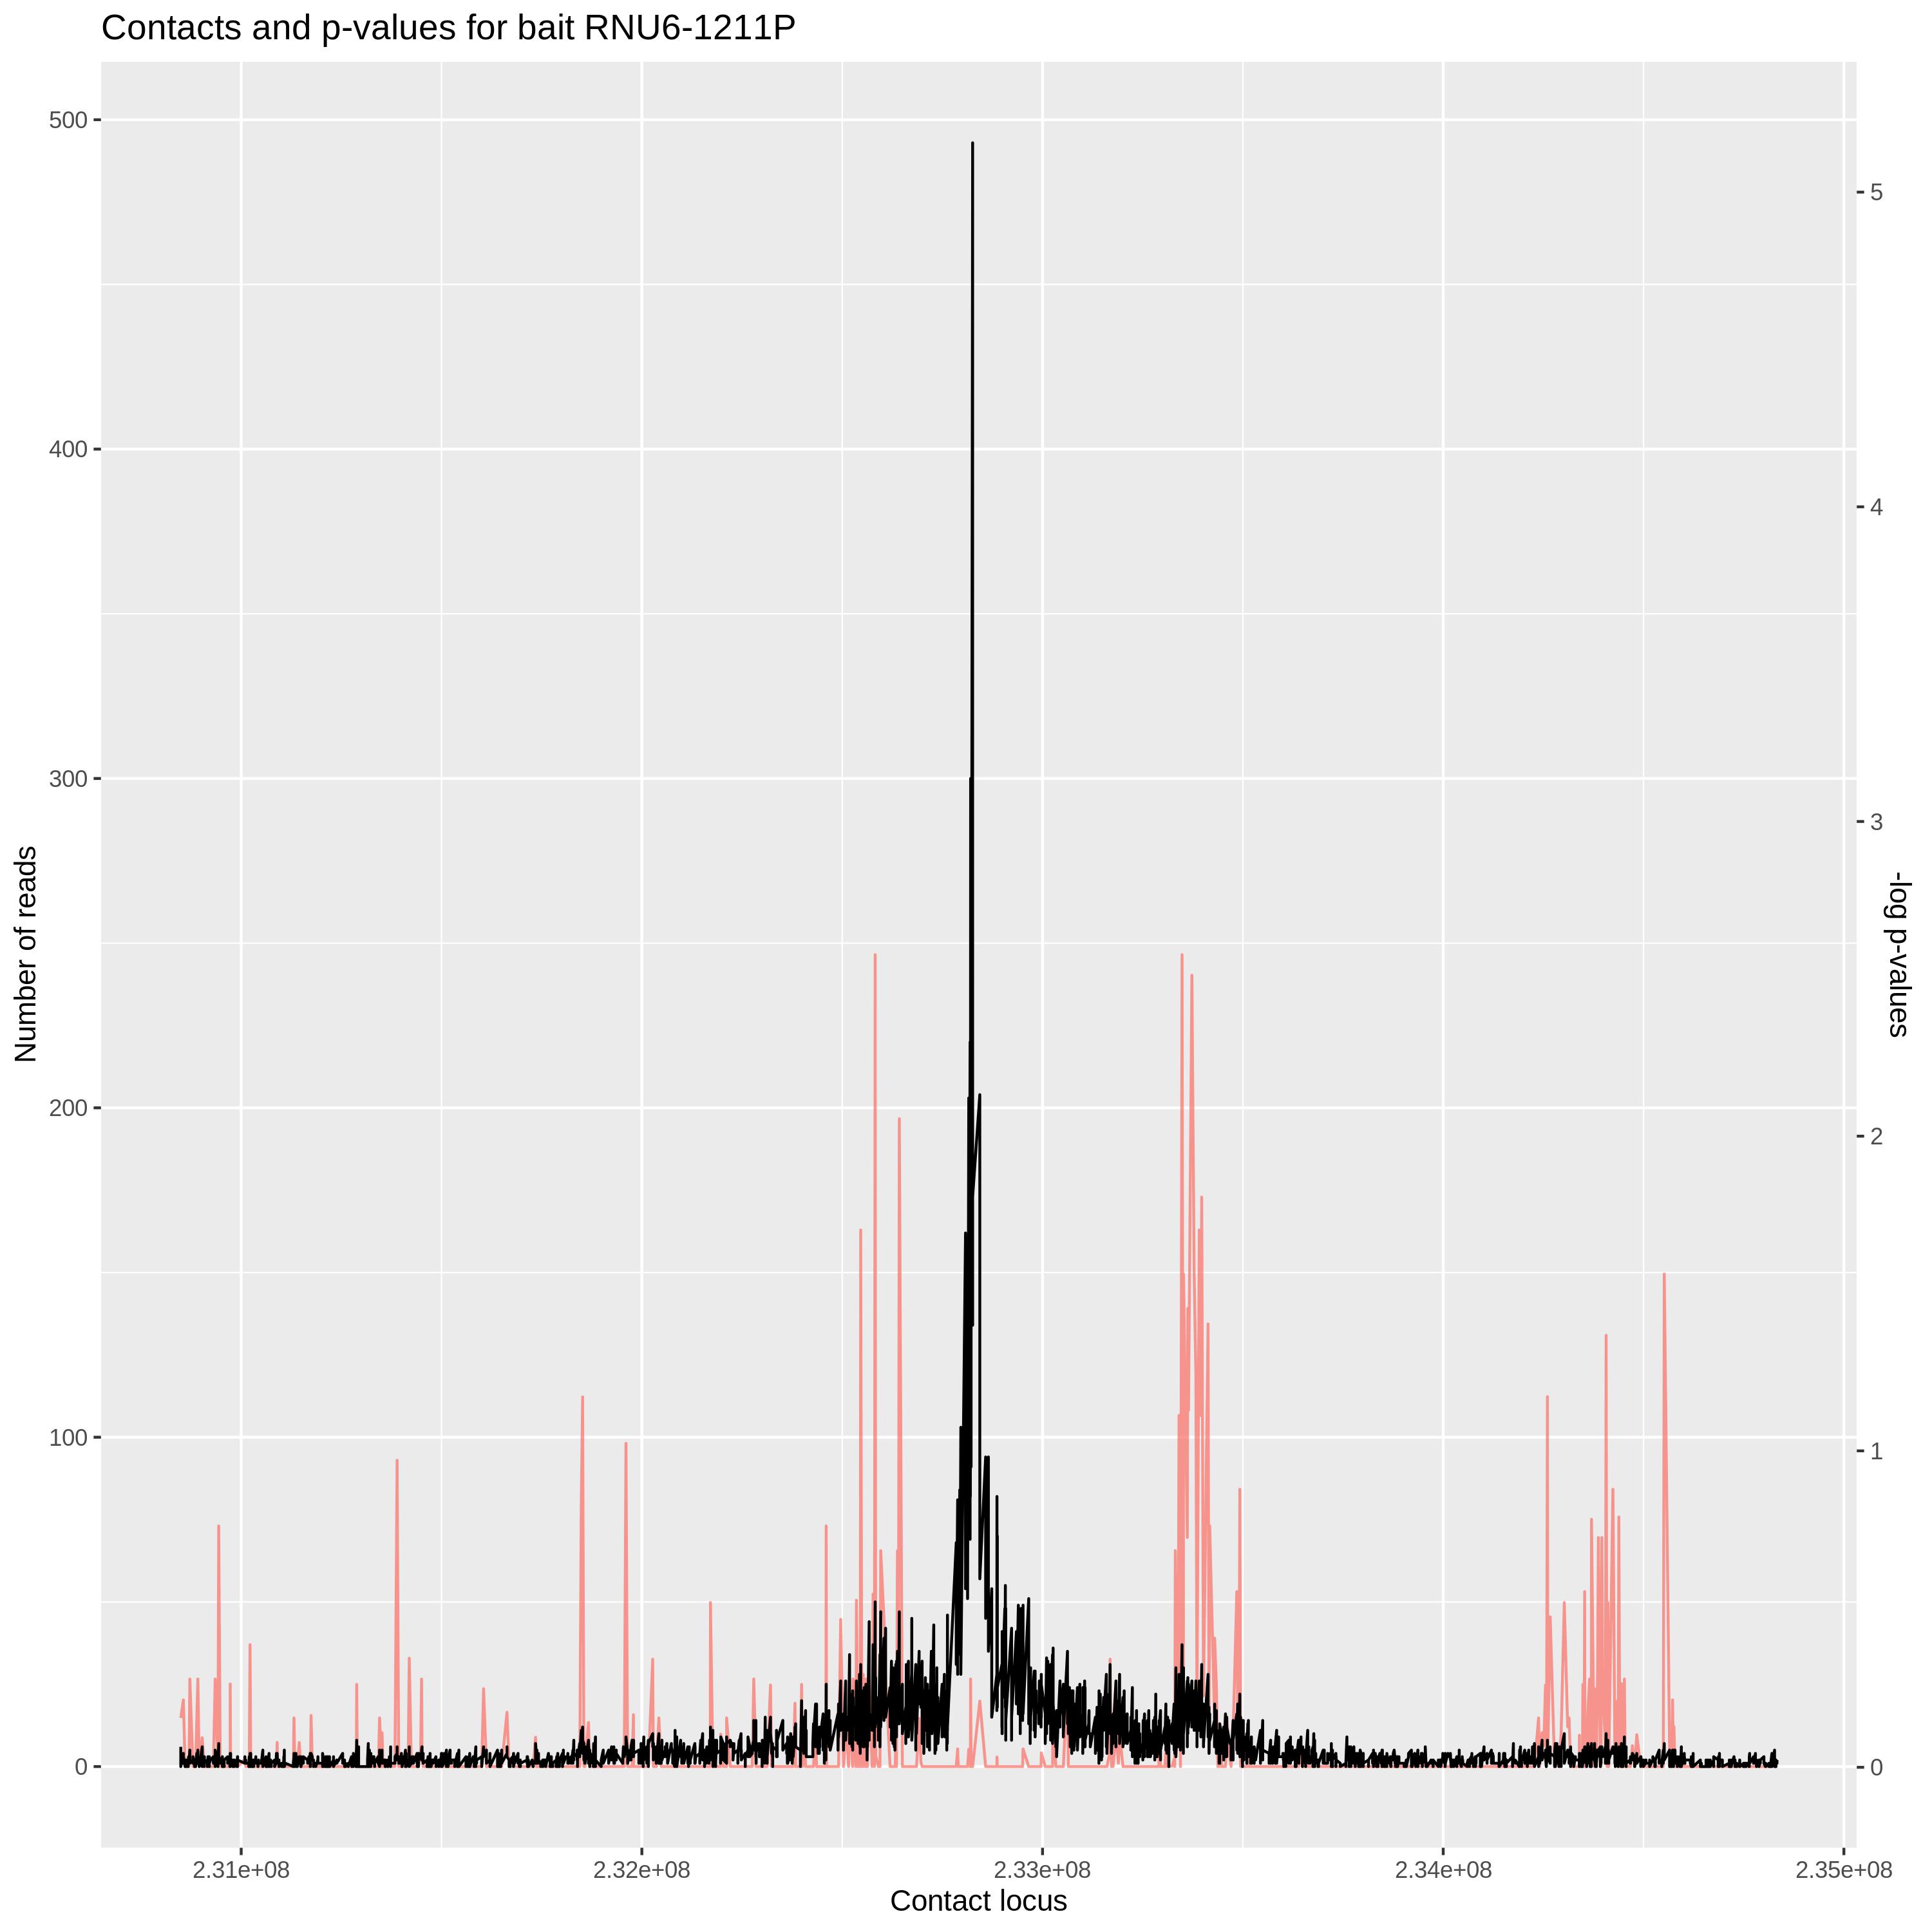 Contacts and p-values for bait RNU6-1211P
500
400
300
200
100
0
Number of reads
5
4
3
2
1
0
-log p-values
2.31e+08
2.32e+08
2.33e+08
2.34e+08
2.35e+08
Contact locus